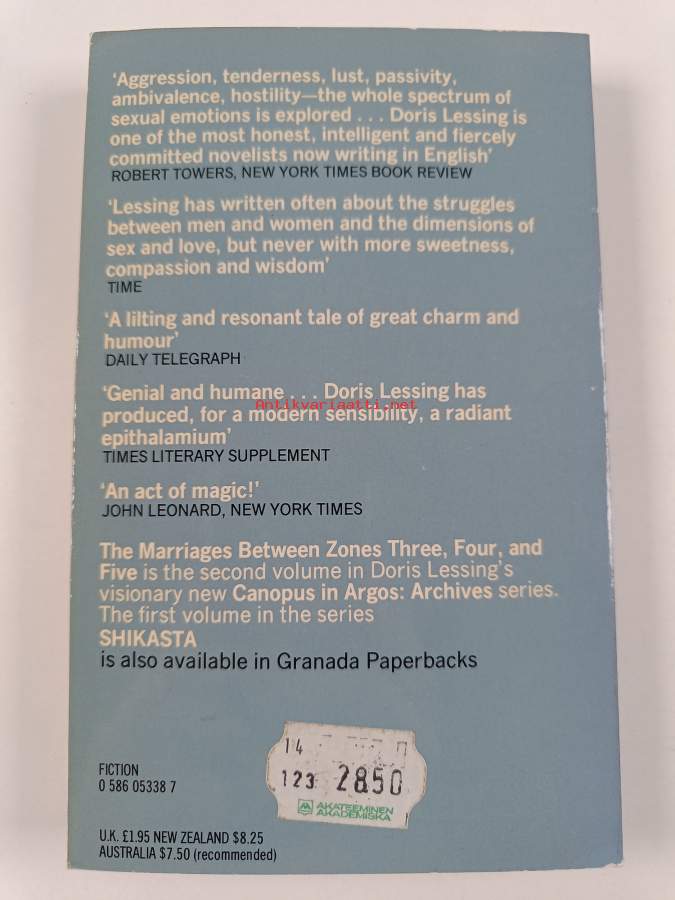 ‘Aggression, tenderness, lust, passivity,
ambivalence, hostility—the whole spectrum of
sexual emotions is explored . . . Doris Lessing is
one of the most honest, intelligent and fiercely
committed novelists now writing in English’
ROBERT TOWERS, NEW YORK TIMES BOOK REVIEW
‘Lessing has written often about the struggles
between men and women and the dimensions of
sex and love, but never with more sweetness,
compassion and wisdom’
TIME
‘A lilting and resonant tale of great charm and
humour’
DAILY TELEGRAPH
‘Genial and humane . . . Doris Lessing has
Antikvariaatti.net
produced, for a modern sensibility, a radiant
epithalamium’
TIMES LITERARY SUPPLEMENT
‘An act of magic!’
JOHN LEONARD, NEW YORK TIMES
The Marriages Between Zones Three, Four, and
Five is the second volume in Doris Lessing’s
visionary new Canopus in Argos: Archives series.
The first volume in the series
SHIKASTA
is also available in Granada Paperbacks
14
123 2850
AKATEEMINEN
AKADEMISKA
FICTION
0 586 05338 7
U.K. £1.95 NEW ZEALAND $8.25
AUSTRALIA $7.50 (recommended)